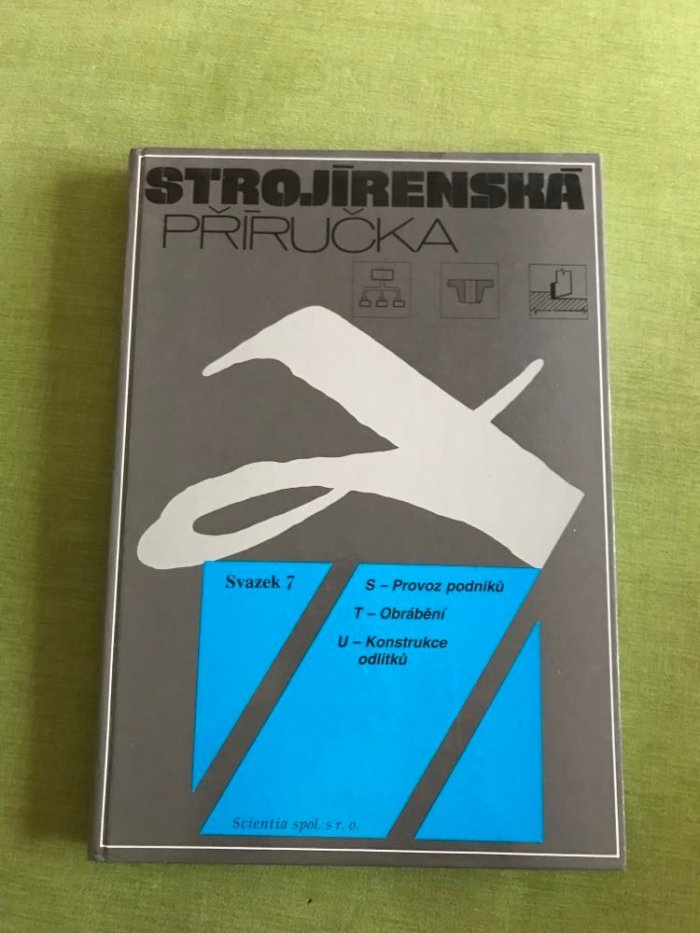 STROJÍRENSKÁ
PŘÍRUČKA
Svazek 7
S – Provoz podniků
T – Obrábění
U – Konstrukce
odlitků
Scientia spol. s r. o.